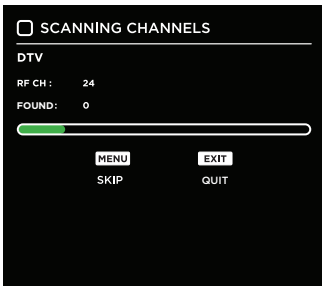 SCANNING CHANNELS
DTV
RF CH : 24
FOUND: 0
MENU EXIT
SKIP QUIT